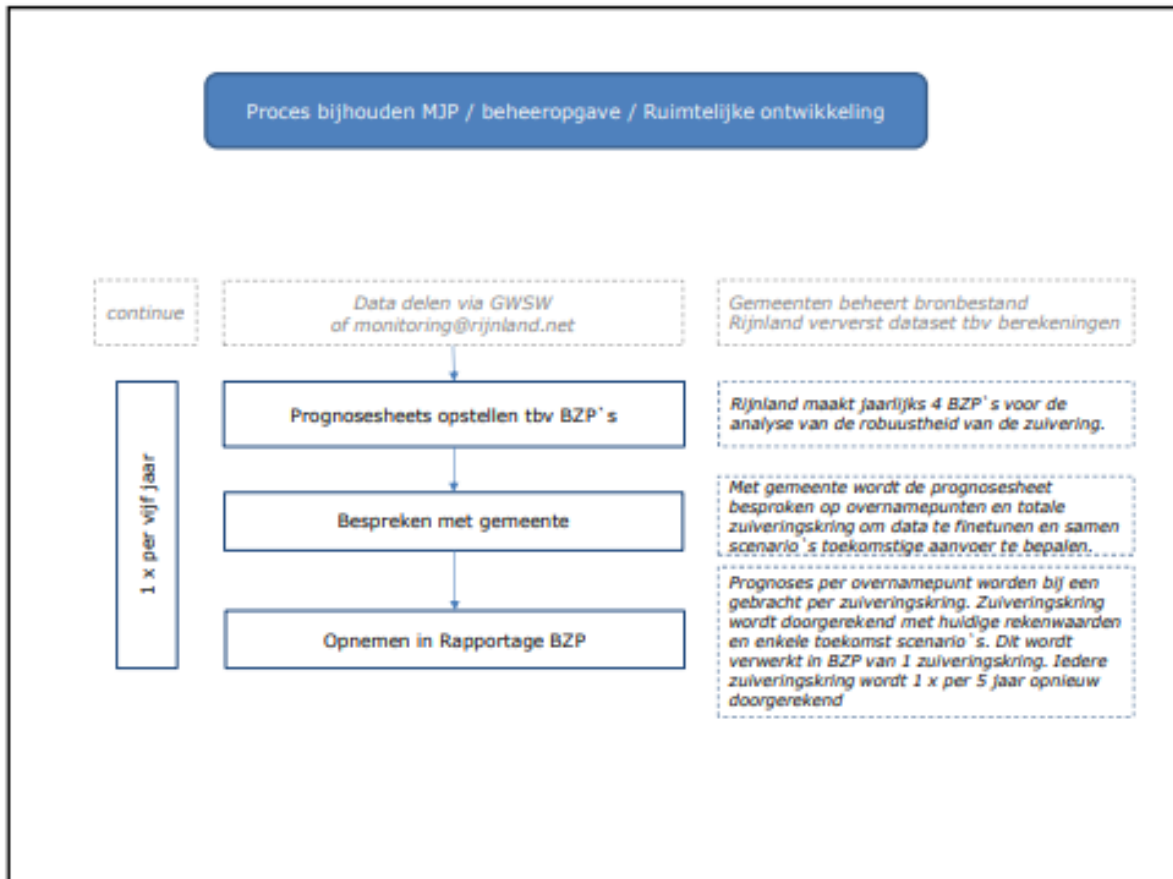 Proces bijhouden MJP / beheeropgave / Ruimtelijke ontwikkeling
continue
Data delen via GWSW
of monitoring@rijnland.net
Gemeenten beheert bronbestand
Rijnland ververst dataset tbv berekeningen
1 x per vijf jaar
Prognosesheets opstellen tbv BZP`s
Rijnland maakt jaarlijks 4 BZP`s voor de
analyse van de robuustheid van de zuivering.
Bespreken met gemeente
Met gemeente wordt de prognosesheet
besproken op overnamepunten en totale
zuiveringskring om data te finetunen en samen
scenario`s toekomstige aanvoer te bepalen.
Opnemen in Rapportage BZP
Prognoses per overnamepunt worden bij een
gebracht per zuiveringskring. Zuiveringskring
wordt doorgerekend met huidige rekenwaarden
en enkele toekomst scenario`s. Dit wordt
verwerkt in BZP van 1 zuiveringskring. Iedere
zuiveringskring wordt 1 x per 5 jaar opnieuw
doorgerekend